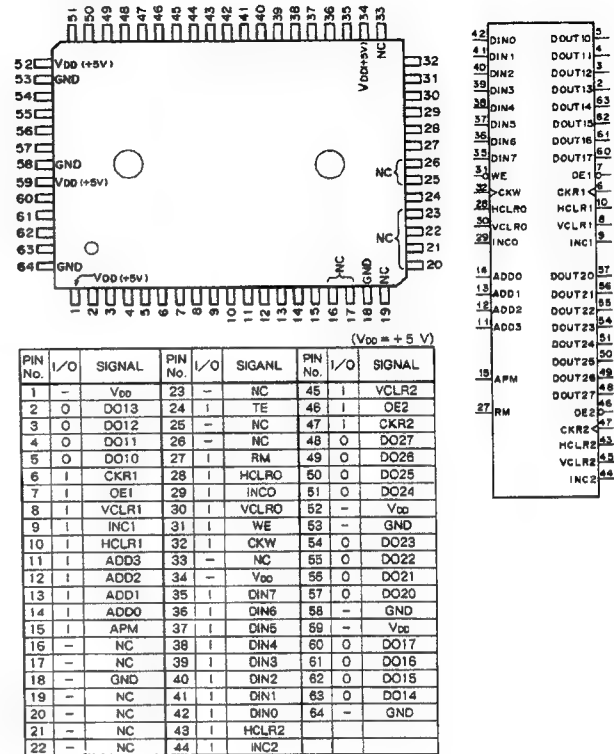 51 50 49 48 47 46 45 44 43 42 41 40 39 38 37 36 35 34 33
VDD(+5V)
NC
52 VDD (+5V)
53 GND
54
55
56
57
58 GND
59 VDD (+5V)
60
61
62
63
64 GND
32
31
30
29
28
27
26
25
NC
24
23
22
21
20
NC
VDD(+5V)
NC
GND
NC
1 2 3 4 5 6 7 8 9 10 11 12 13 14 15 16 17 18 19
(VDD = +5 V)
PIN No. I/O SIGNAL PIN No. I/O SIGANL PIN No. I/O SIGNAL
1 - VDD 23 - NC 45 I VCLR2
2 O DO13 24 I TE 46 I OE2
3 O DO12 25 - NC 47 I CKR2
4 O DO11 26 - NC 48 O DO27
5 O DO10 27 I RM 49 O DO26
6 I CKR1 28 I HCLR0 50 O DO25
7 I OE1 29 I INC0 51 O DO24
8 I VCLR1 30 I VCLR0 52 - VDD
9 I INC1 31 I WE 53 - GND
10 I HCLR1 32 I CKW 54 O DO23
11 I ADD3 33 - NC 55 O DO22
12 I ADD2 34 - VDD 56 O DO21
13 I ADD1 35 I DIN7 57 O DO20
14 I ADD0 36 I DIN6 58 - GND
15 I APM 37 I DIN5 59 - VDD
16 - NC 38 I DIN4 60 O DO17
17 - NC 39 I DIN3 61 O DO16
18 - GND 40 I DIN2 62 O DO15
19 - NC 41 I DIN1 63 O DO14
20 - NC 42 I DIN0 64 - GND
21 - NC 43 I HCLR2
22 - NC 44 I INC2
42 DIN0 DOUT10 5
41 DIN1 DOUT11 4
40 DIN2 DOUT12 3
39 DIN3 DOUT13 2
38 DIN4 DOUT14 63
37 DIN5 DOUT15 62
36 DIN6 DOUT16 61
35 DIN7 DOUT17 60
31 WE OE1 7
32 CKW CKR1 6
28 HCLR0 HCLR1 10
30 VCLR0 VCLR1 8
29 INC0 INC1 9
14 ADD0 DOUT20 57
13 ADD1 DOUT21 56
12 ADD2 DOUT22 55
11 ADD3 DOUT23 54
DOUT24 51
DOUT25 50
15 APM DOUT26 49
DOUT27 48
27 RM OE2 46
CKR2 47
HCLR2 43
VCLR2 45
INC2 44